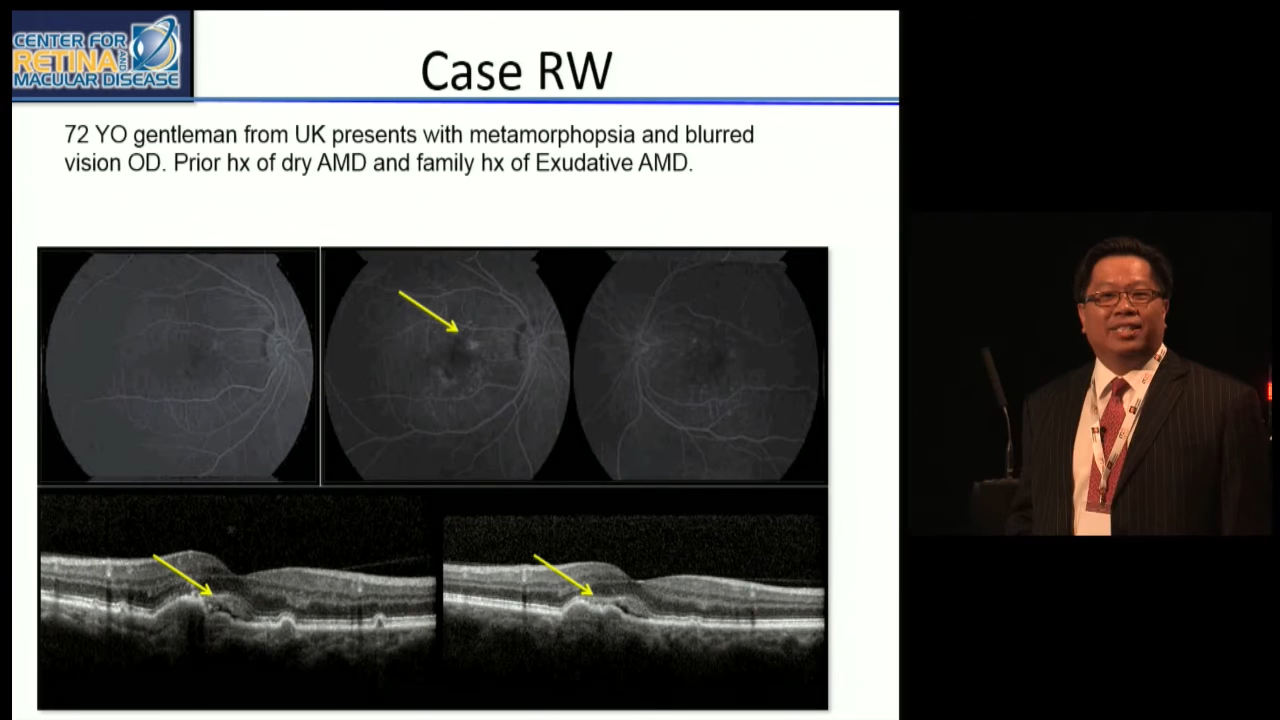 CENTER FOR
RETINA AND
MACULAR DISEASE
Case RW
72 YO gentleman from UK presents with metamorphopsia and blurred
vision OD. Prior hx of dry AMD and family hx of Exudative AMD.